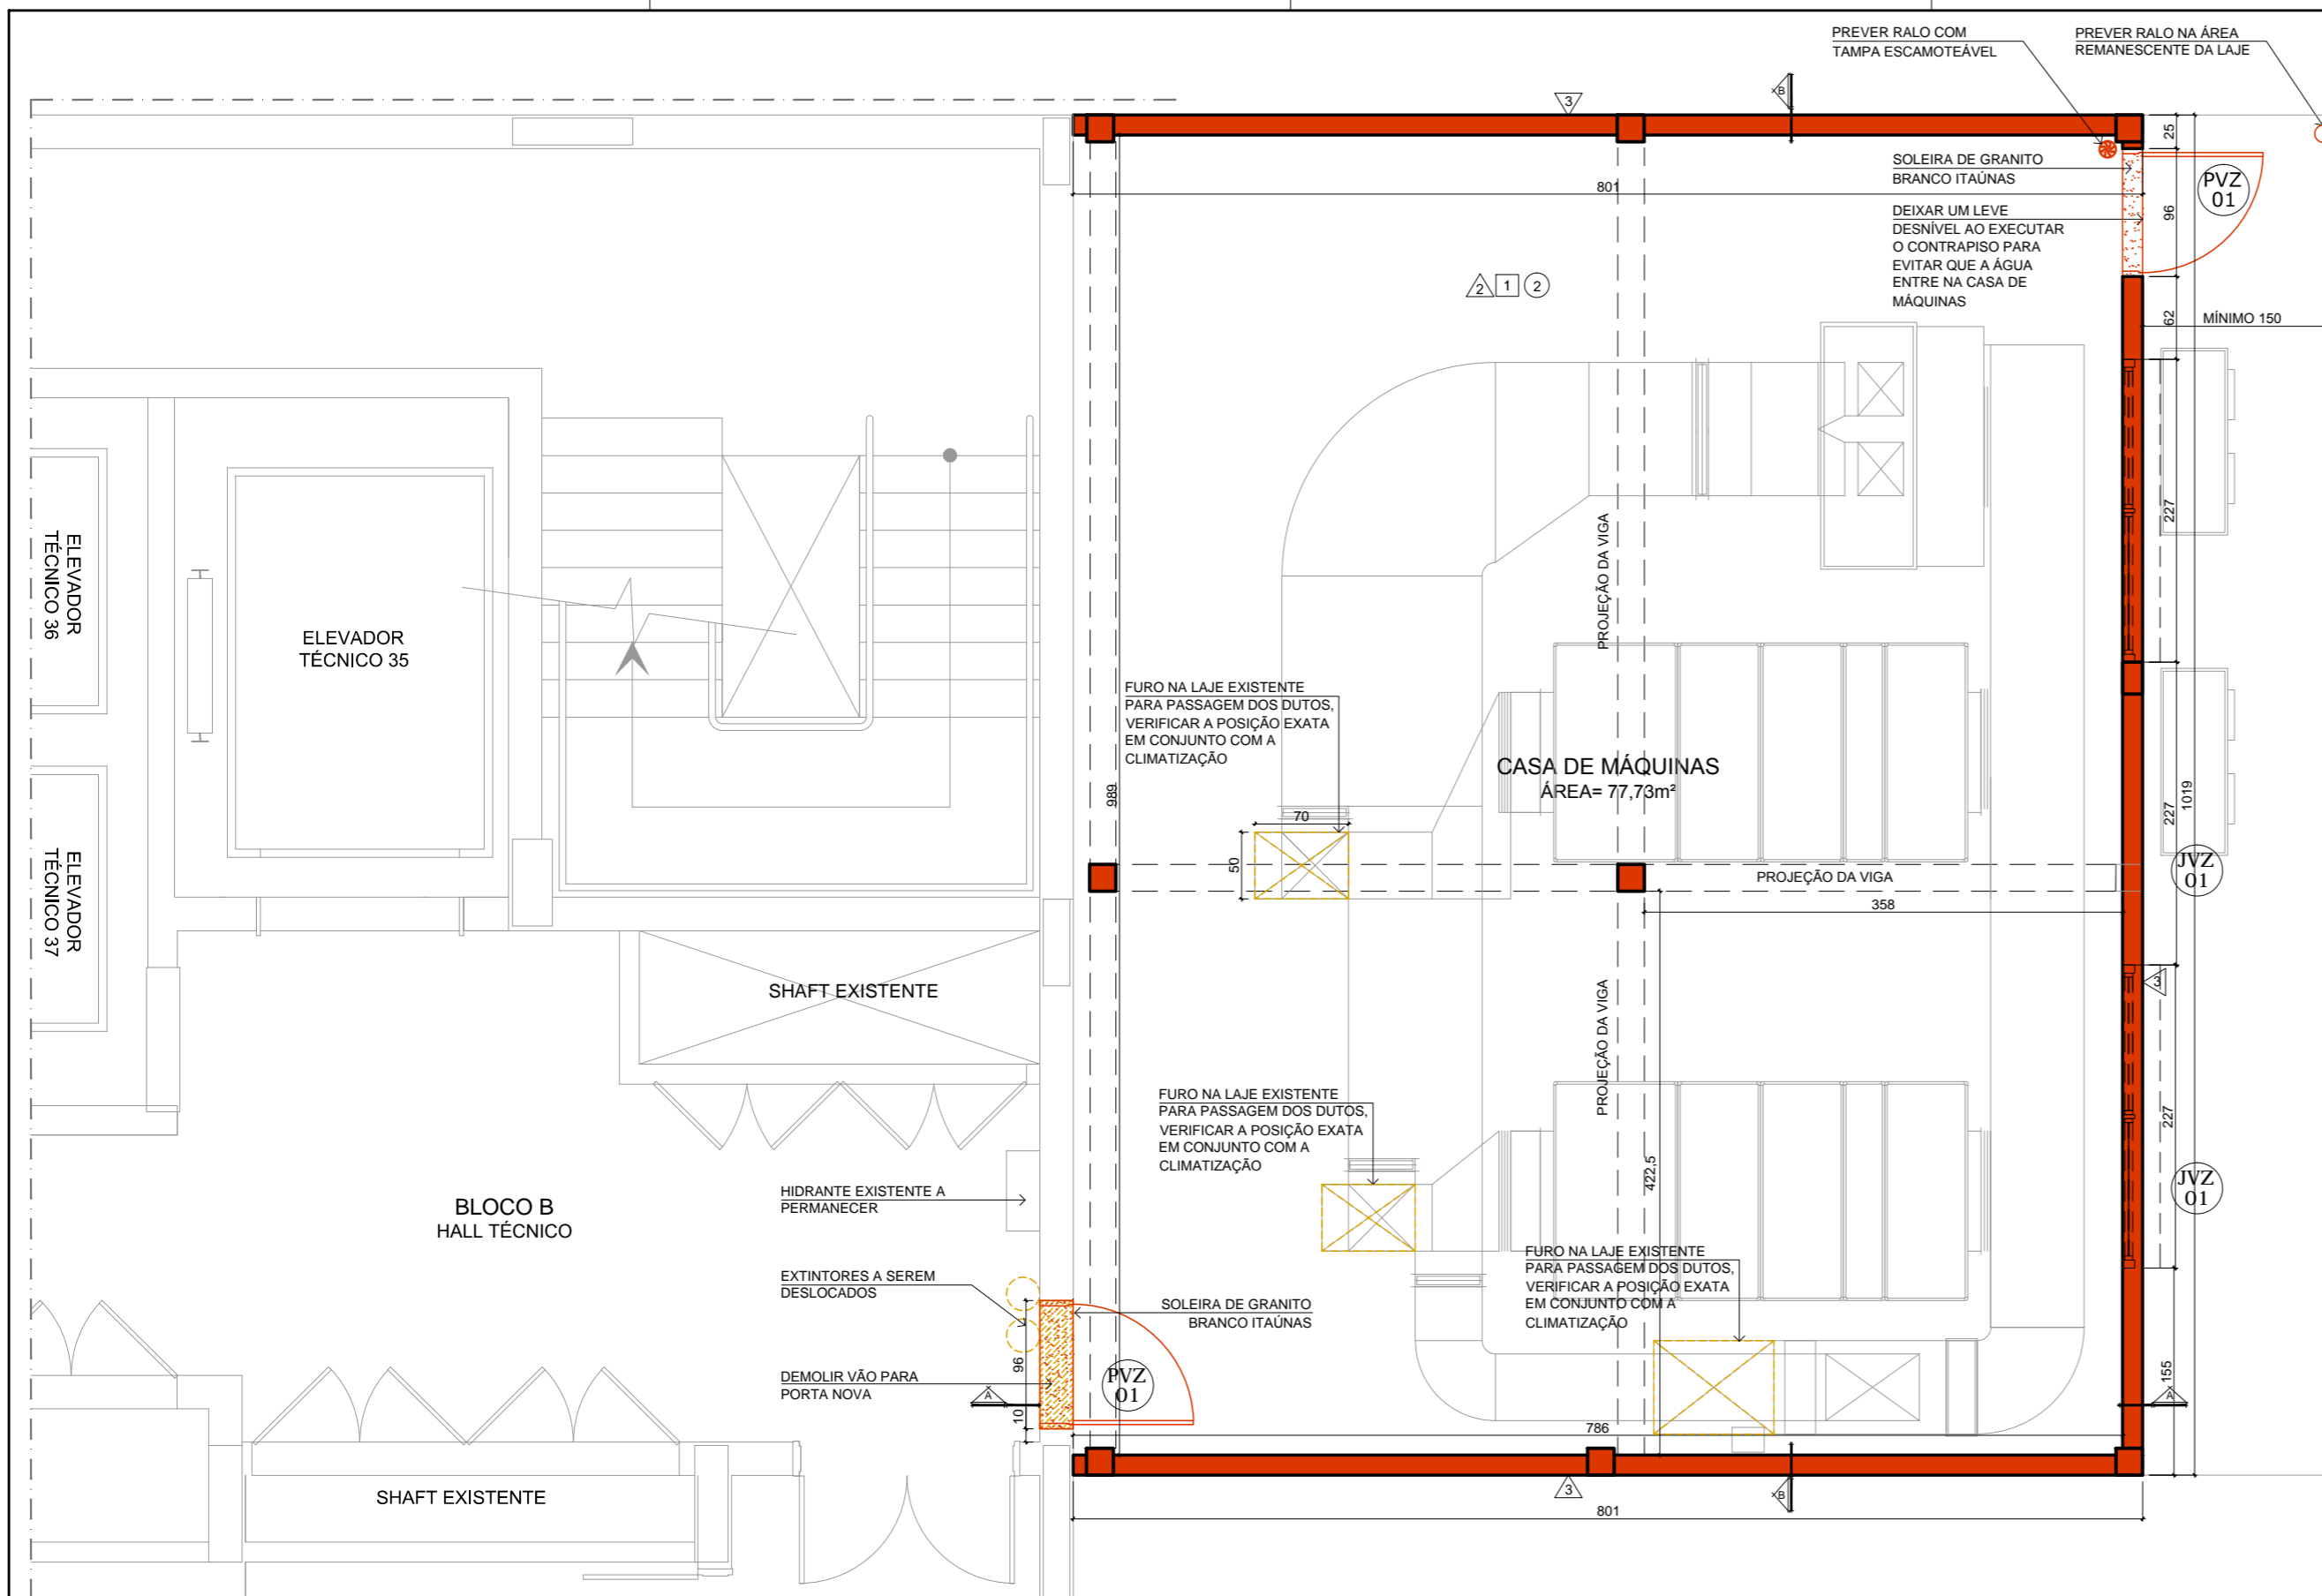 PREVER RALO COM
TAMPA ESCAMOTEÁVEL
PREVER RALO NA ÁREA
REMANESCENTE DA LAJE
3
B
25
SOLEIRA DE GRANITO
BRANCO ITAÚNAS
801
PVZ
01
96
DEIXAR UM LEVE
DESNÍVEL AO EXECUTAR
O CONTRAPISO PARA
EVITAR QUE A ÁGUA
ENTRE NA CASA DE
MÁQUINAS
2
1
2
62
MÍNIMO 150
227
PROJEÇÃO DA VIGA
ELEVADOR
TÉCNICO 36
ELEVADOR
TÉCNICO 35
FURO NA LAJE EXISTENTE
PARA PASSAGEM DOS DUTOS,
VERIFICAR A POSIÇÃO EXATA
EM CONJUNTO COM A
CLIMATIZAÇÃO
CASA DE MÁQUINAS
ÁREA= 77,73m²
989
70
50
227
1019
ELEVADOR
TÉCNICO 37
PROJEÇÃO DA VIGA
JVZ
01
358
SHAFT EXISTENTE
3
PROJEÇÃO DA VIGA
FURO NA LAJE EXISTENTE
PARA PASSAGEM DOS DUTOS,
VERIFICAR A POSIÇÃO EXATA
EM CONJUNTO COM A
CLIMATIZAÇÃO
227
422,5
HIDRANTE EXISTENTE A
PERMANECER
JVZ
01
BLOCO B
HALL TÉCNICO
FURO NA LAJE EXISTENTE
PARA PASSAGEM DOS DUTOS,
VERIFICAR A POSIÇÃO EXATA
EM CONJUNTO COM A
CLIMATIZAÇÃO
EXTINTORES A SEREM
DESLOCADOS
SOLEIRA DE GRANITO
BRANCO ITAÚNAS
96
DEMOLIR VÃO PARA
PORTA NOVA
PVZ
01
155
A
A
10
786
SHAFT EXISTENTE
3
B
801